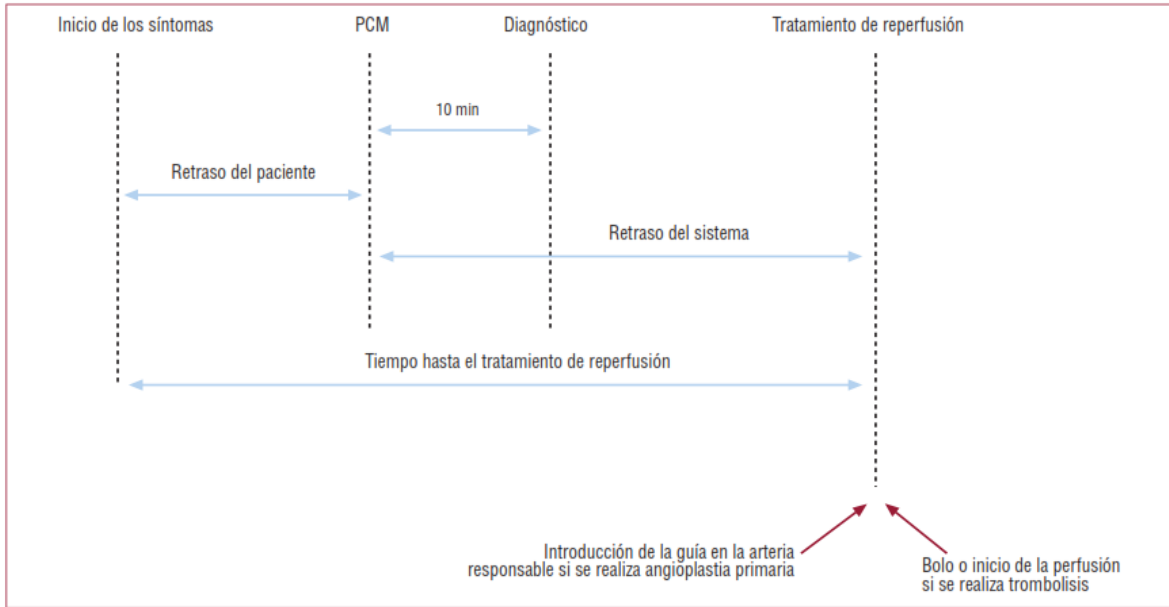 Inicio de los síntomas
PCM
Diagnóstico
Tratamiento de reperfusión
10 min
Retraso del paciente
Retraso del sistema
Tiempo hasta el tratamiento de reperfusión
Introducción de la guía en la arteria
responsable si se realiza angioplastia primaria
Bolo o inicio de la perfusión
si se realiza trombolisis